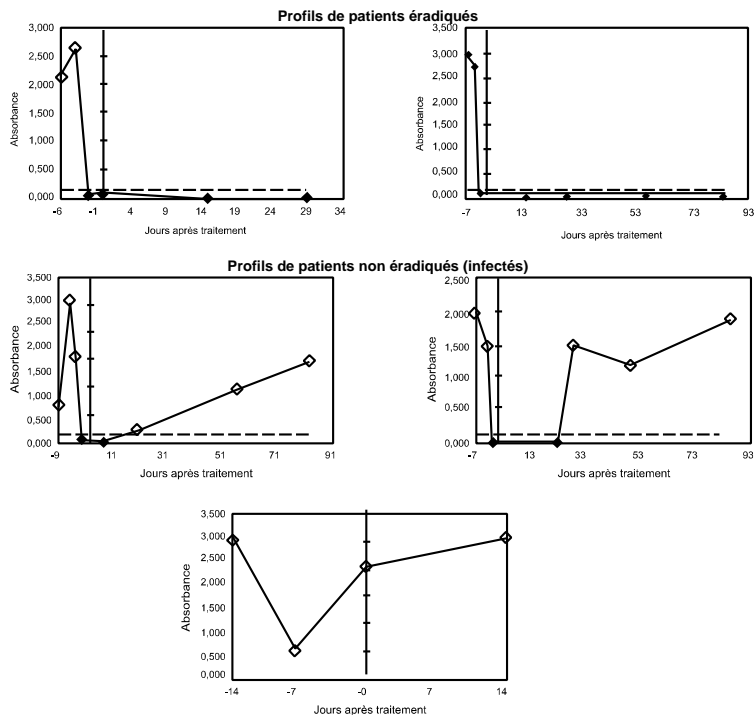 Profils de patients éradiqués
3,000
2,500
2,000
1,500
1,000
0,500
0,000
Absorbance
-6 -1 4 9 14 19 24 29 34
Jours après traitement
3,000
3,500
2,000
1,500
1,000
0,500
0,000
Absorbance
-7 13 33 53 73 93
Jours après traitement
Profils de patients non éradiqués (infectés)
3,500
3,000
2,500
2,000
1,500
1,000
0,500
0,000
Absorbance
-9 11 31 51 71 91
Jours après traitement
2,500
2,000
1,500
1,000
0,500
0,000
Absorbance
-7 13 33 53 73 93
Jours après traitement
3,500
3,000
2,500
2,000
1,500
1,000
0,500
0,000
Absorbance
-14 -7 -0 7 14
Jours après traitement